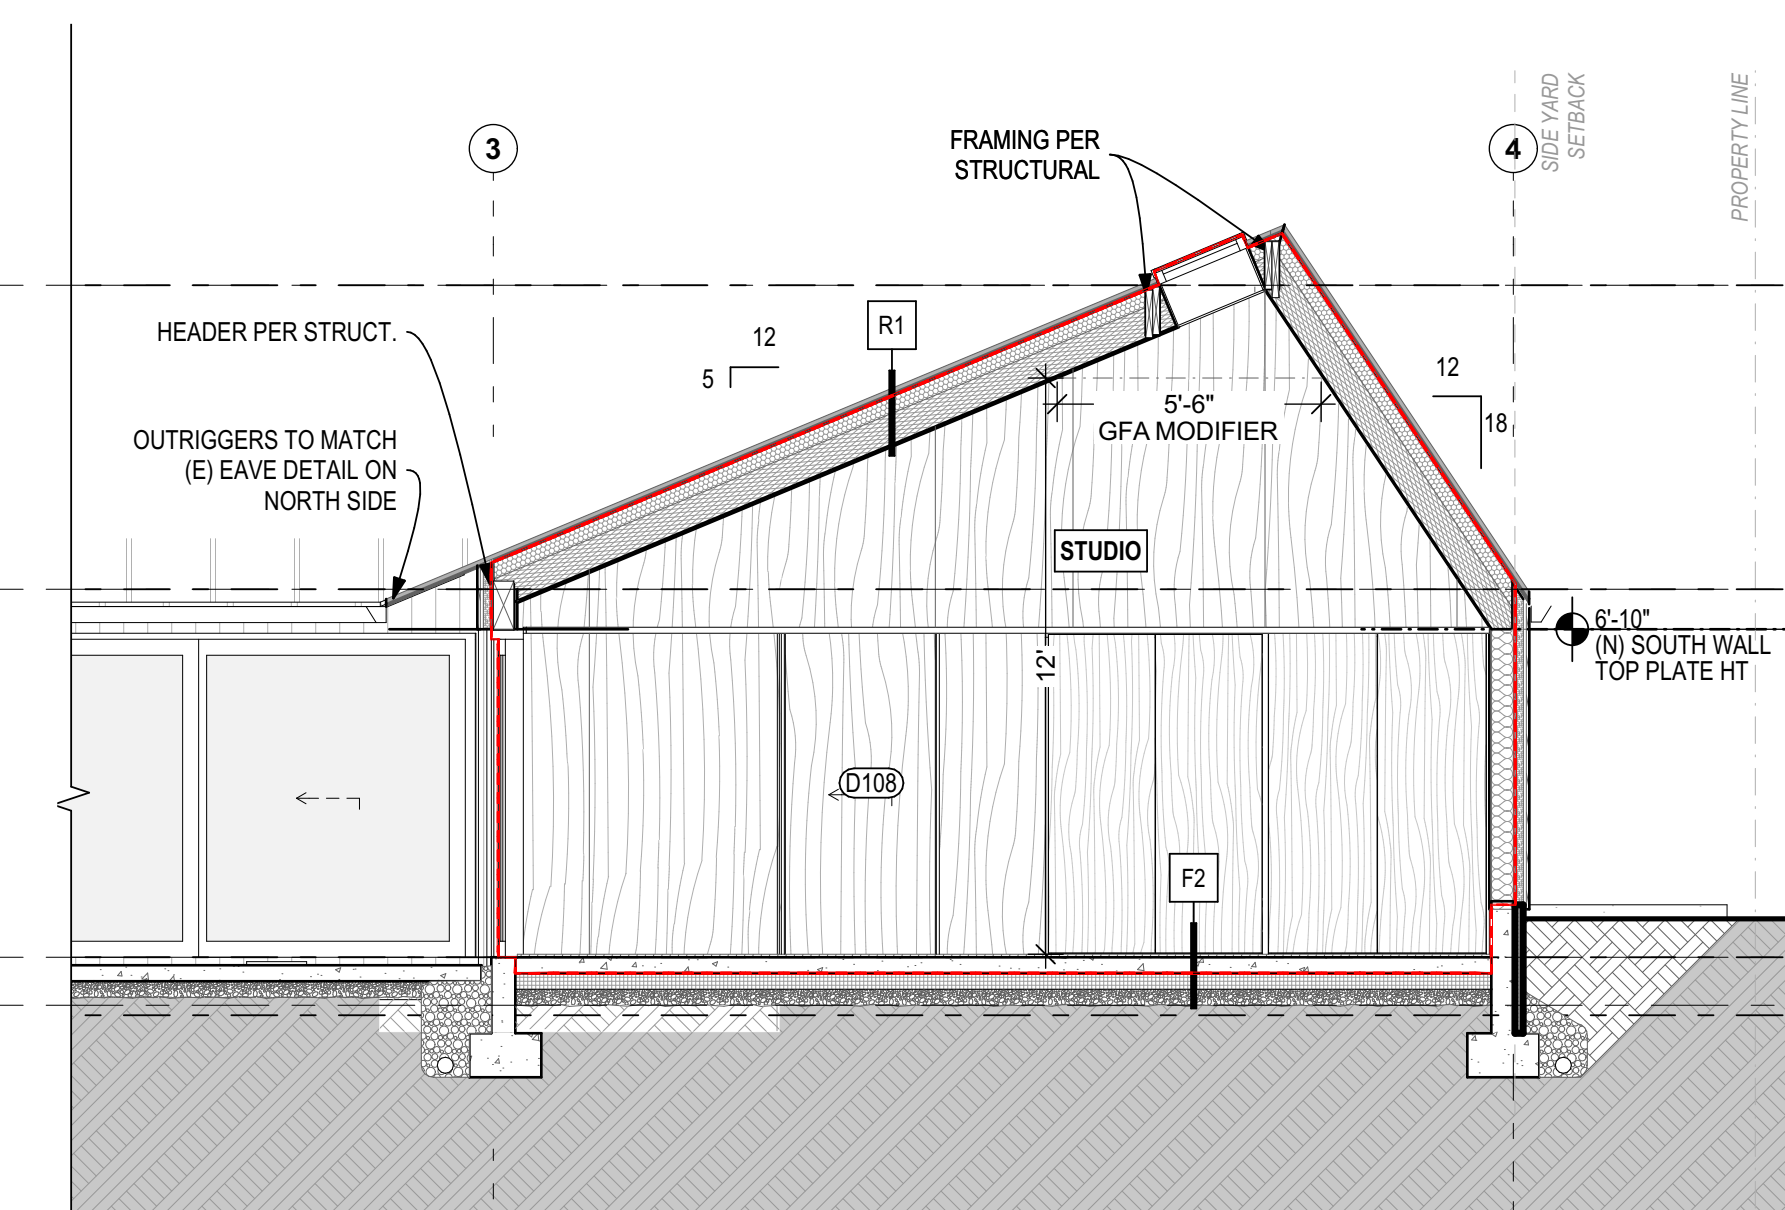 SIDE YARD
SETBACK
PROPERTY LINE
3
FRAMING PER
STRUCTURAL
4
HEADER PER STRUCT.
R1
12
5
12
18
5'-6"
GFA MODIFIER
OUTRIGGERS TO MATCH
(E) EAVE DETAIL ON
NORTH SIDE
STUDIO
6'-10"
(N) SOUTH WALL
TOP PLATE HT
12'
D108
F2